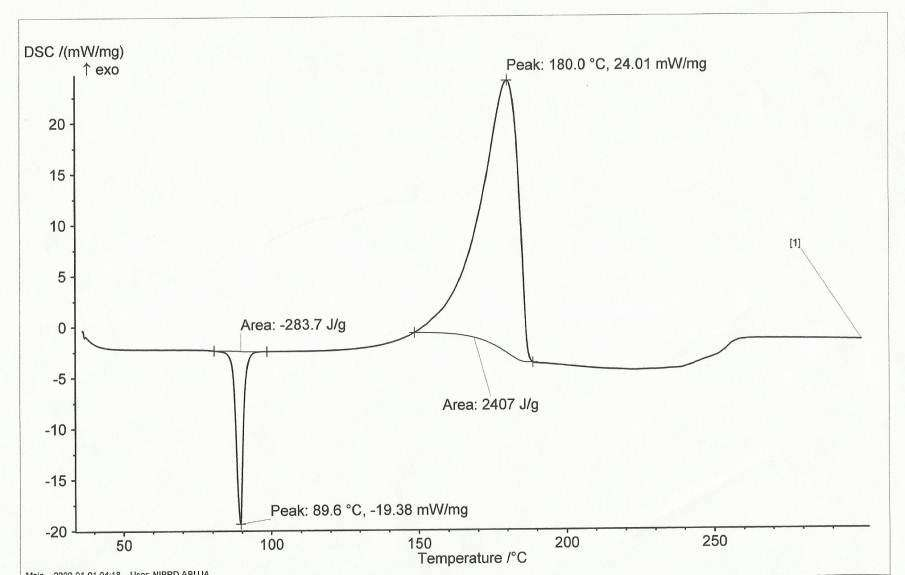 DSC /(mW/mg)
↑ exo
Peak: 180.0 °C, 24.01 mW/mg
20
15
10
[1]
5
Area: -283.7 J/g
0
-5
Area: 2407 J/g
-10
-15
Peak: 89.6 °C, -19.38 mW/mg
-20
50 100 150 200 250
Temperature /°C